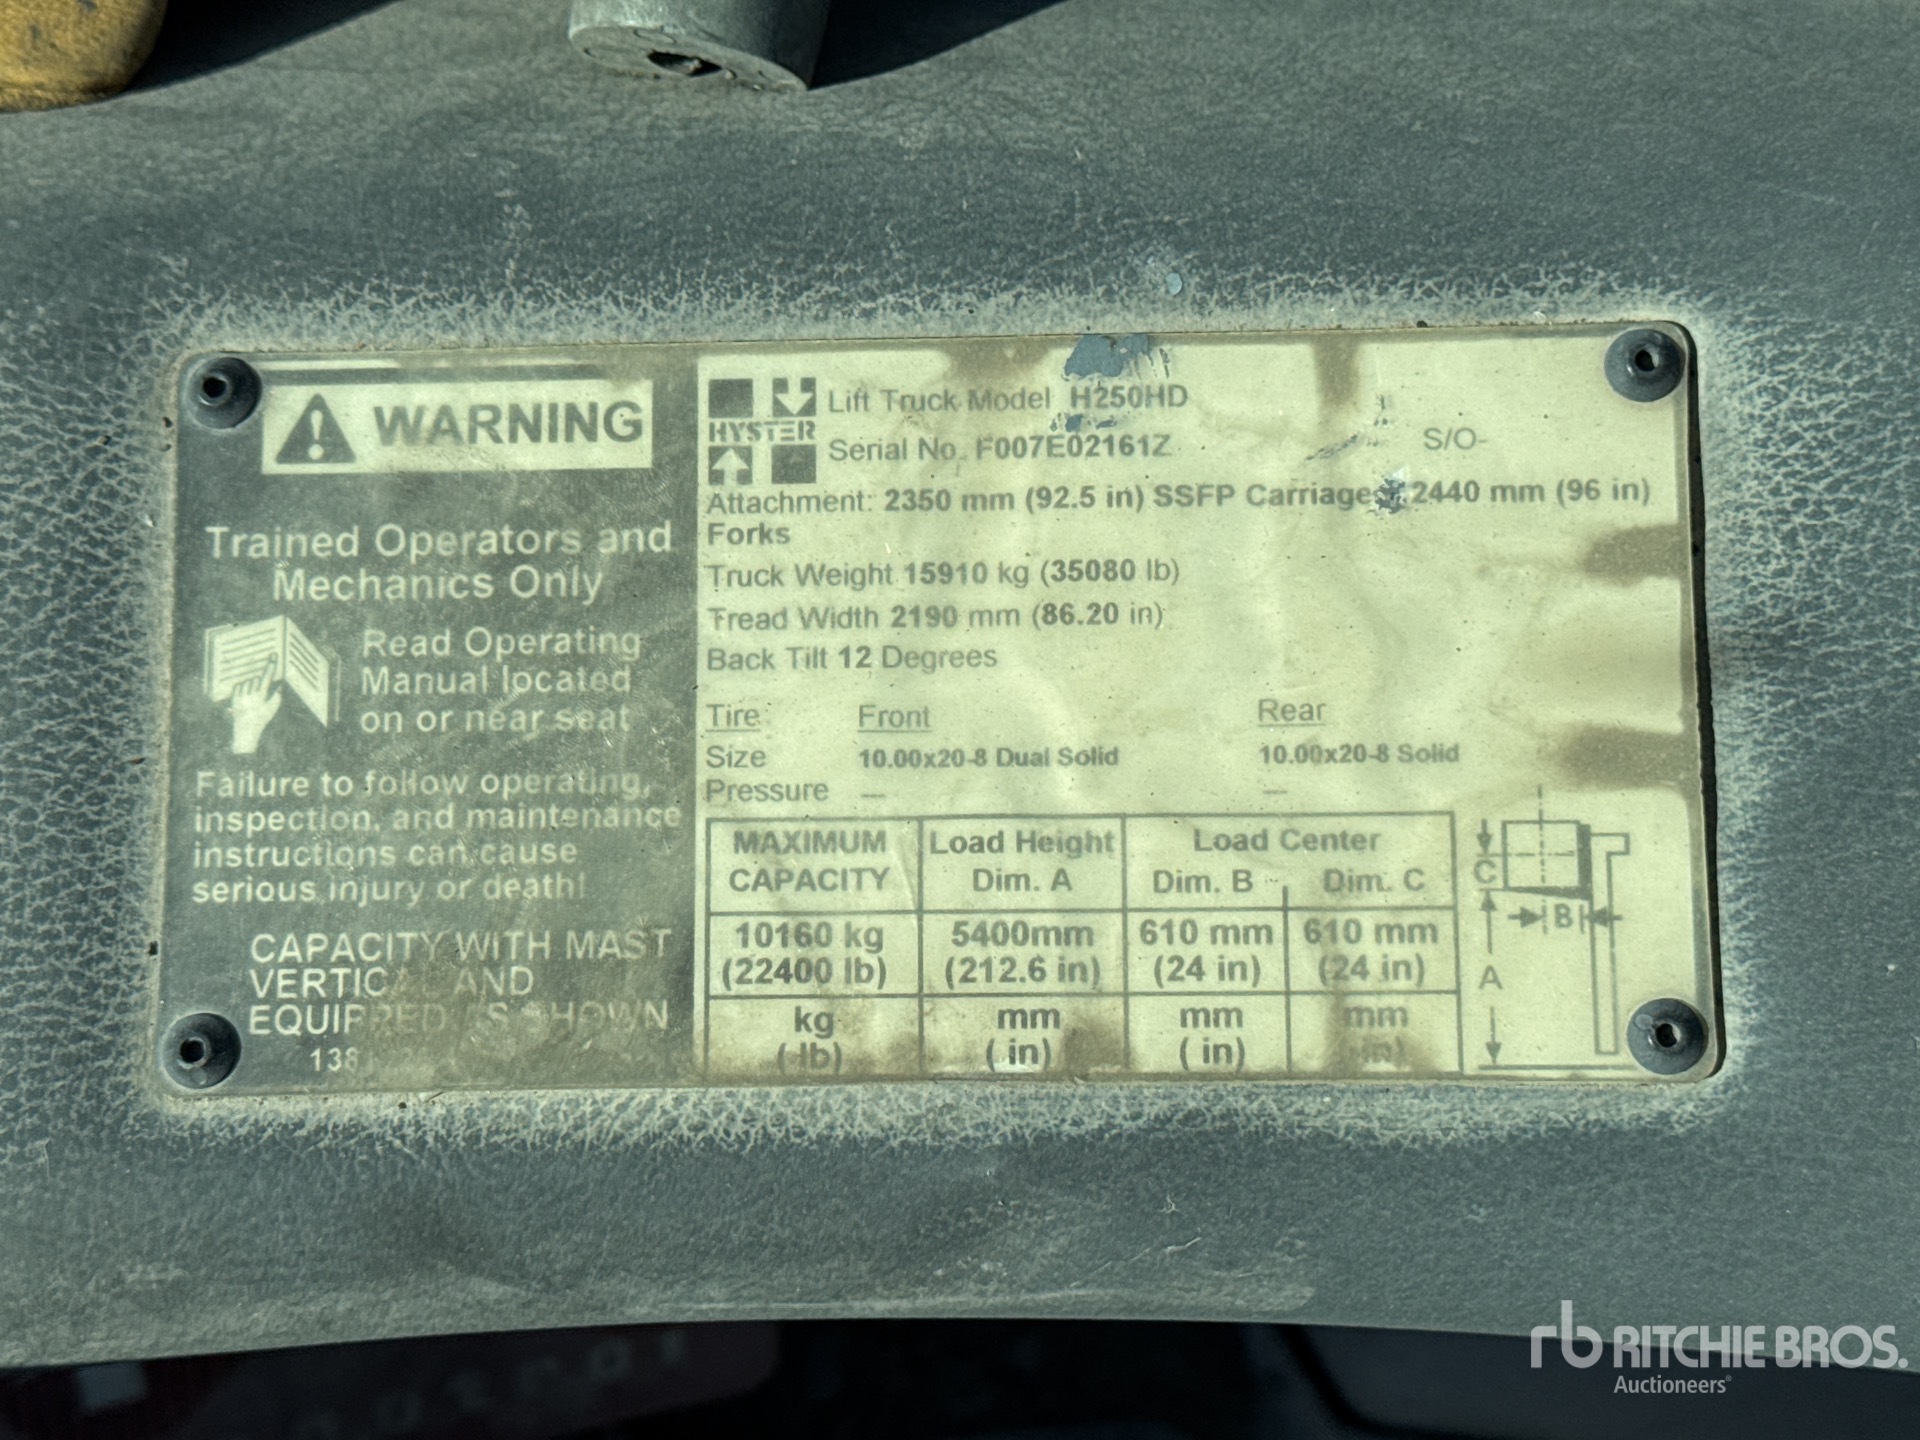 WARNING
Trained Operators and
Mechanics Only
Read Operating
Manual located
on or near seat
Failure to follow operating,
inspection, and maintenance
instructions can cause
serious injury or death!
CAPACITY WITH MAST
VERTICAL AND
EQUIPPED AS SHOWN
HYSTER
Lift Truck Model H250HD
Serial No. F007E02161Z S/O-
Attachment: 2350 mm (92.5 in) SSFP Carriage 2440 mm (96 in)
Forks
Truck Weight 15910 kg (35080 lb)
Tread Width 2190 mm (86.20 in)
Back Tilt 12 Degrees
Tire: Front Rear
Size 10.00x20-8 Dual Solid 10.00x20-8 Solid
Pressure — —
MAXIMUM Load Height Load Center
CAPACITY Dim. A Dim. B Dim. C
10160 kg 5400mm 610 mm 610 mm
(22400 lb) (212.6 in) (24 in) (24 in)
kg mm mm mm
( lb) ( in) ( in) in)
C
B
A
rb RITCHIE BROS.
Auctioneers®